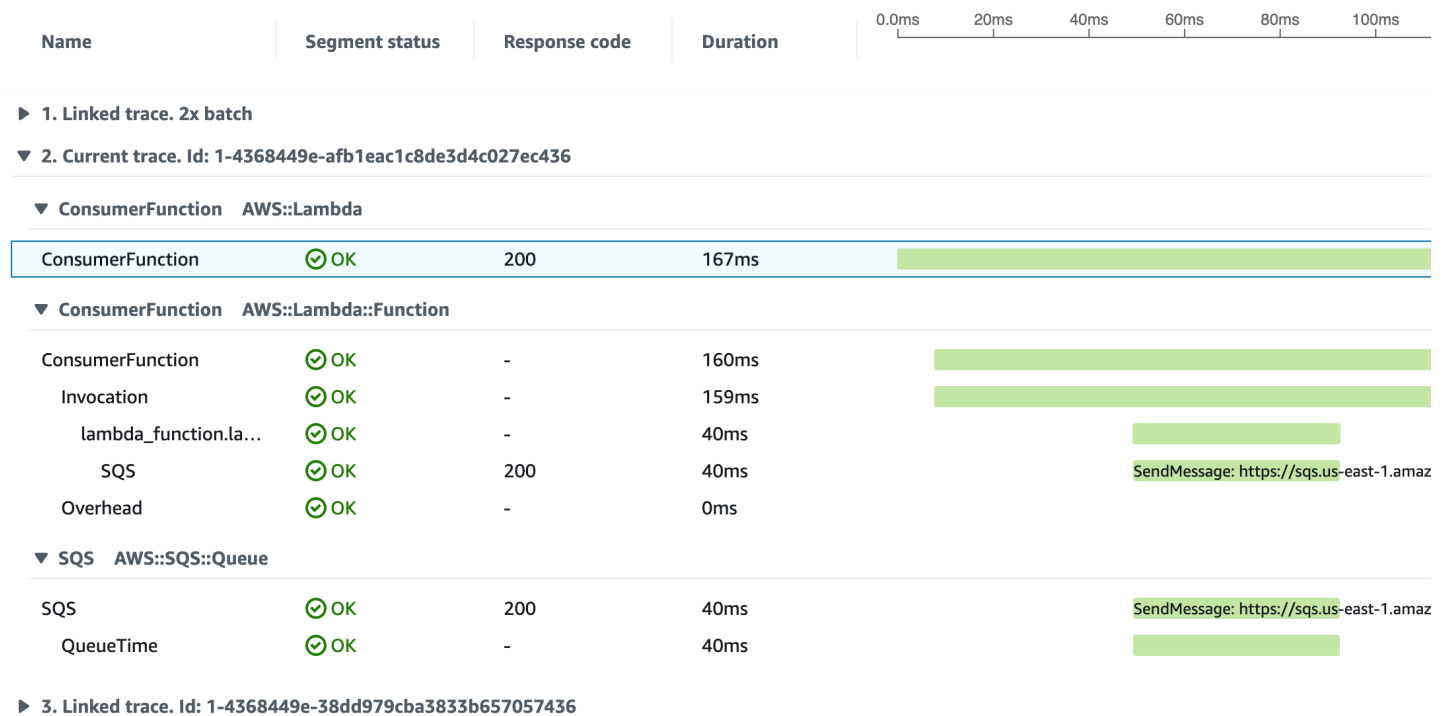 0.0ms 20ms 40ms 60ms 80ms 100ms
Name Segment status Response code Duration
1. Linked trace. 2x batch
2. Current trace. Id: 1-4368449e-afb1eac1c8de3d4c027ec436
ConsumerFunction AWS::Lambda
ConsumerFunction OK 200 167ms
ConsumerFunction AWS::Lambda::Function
ConsumerFunction OK - 160ms
Invocation OK - 159ms
lambda_function.la... OK - 40ms
SQS OK 200 40ms SendMessage: https://sqs.us-east-1.amaz
Overhead OK - 0ms
SQS AWS::SQS::Queue
SQS OK 200 40ms SendMessage: https://sqs.us-east-1.amaz
QueueTime OK - 40ms
3. Linked trace. Id: 1-4368449e-38dd979cba3833b657057436